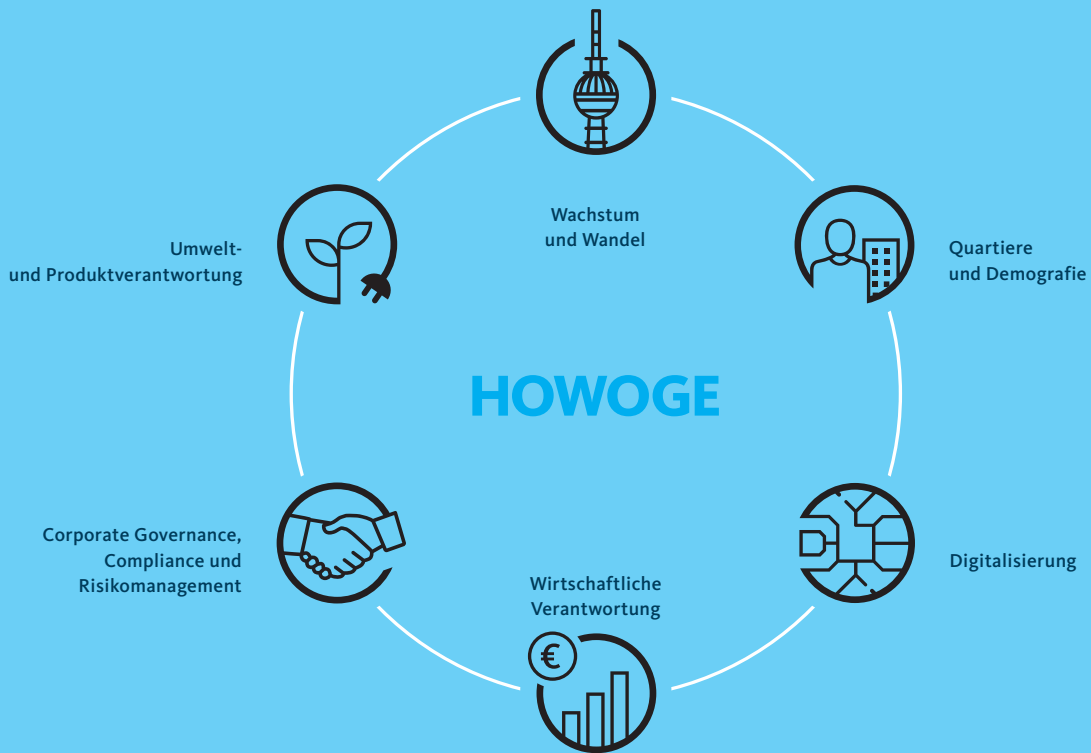 Wachstum
und Wandel
Quartiere
und Demografie
Umwelt-
und Produktverantwortung
HOWOGE
Corporate Governance,
Compliance und
Risikomanagement
Digitalisierung
Wirtschaftliche
Verantwortung
€